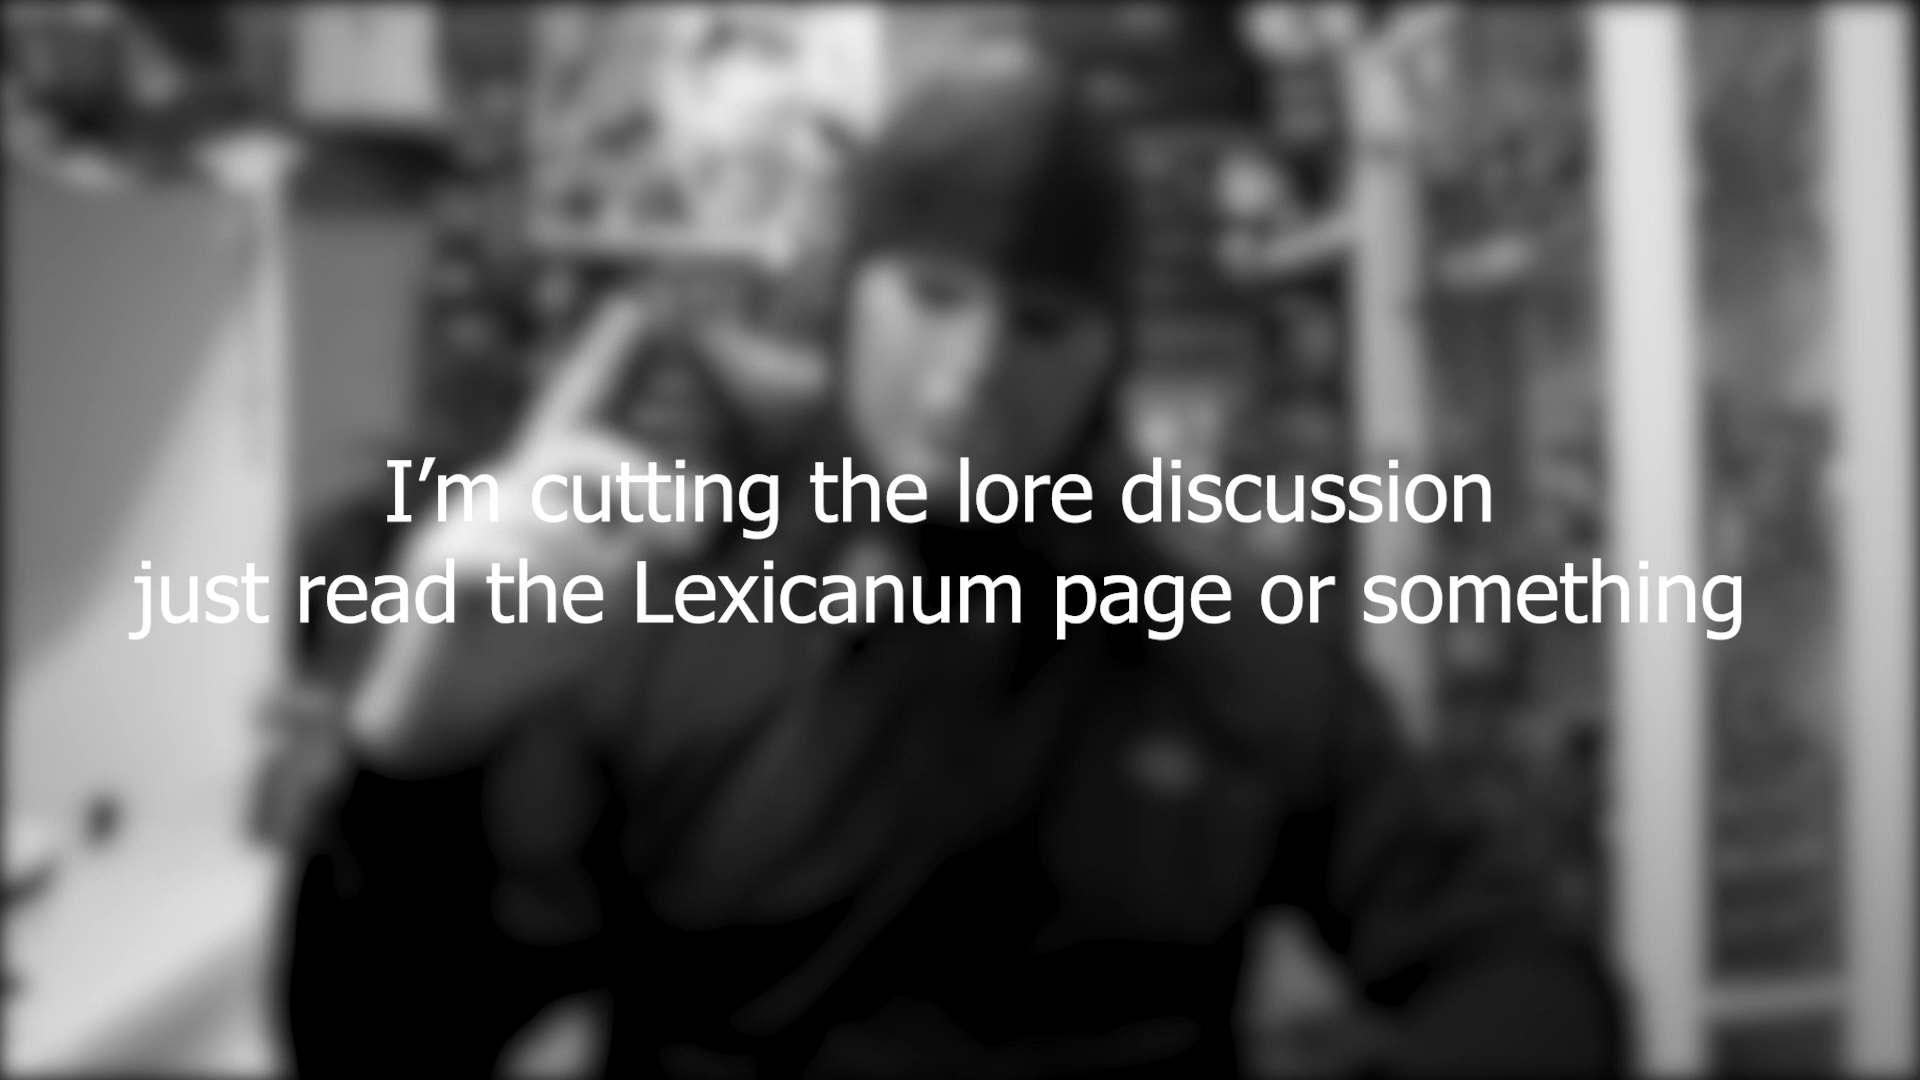 I’m cutting the lore discussion
just read the Lexicanum page or something